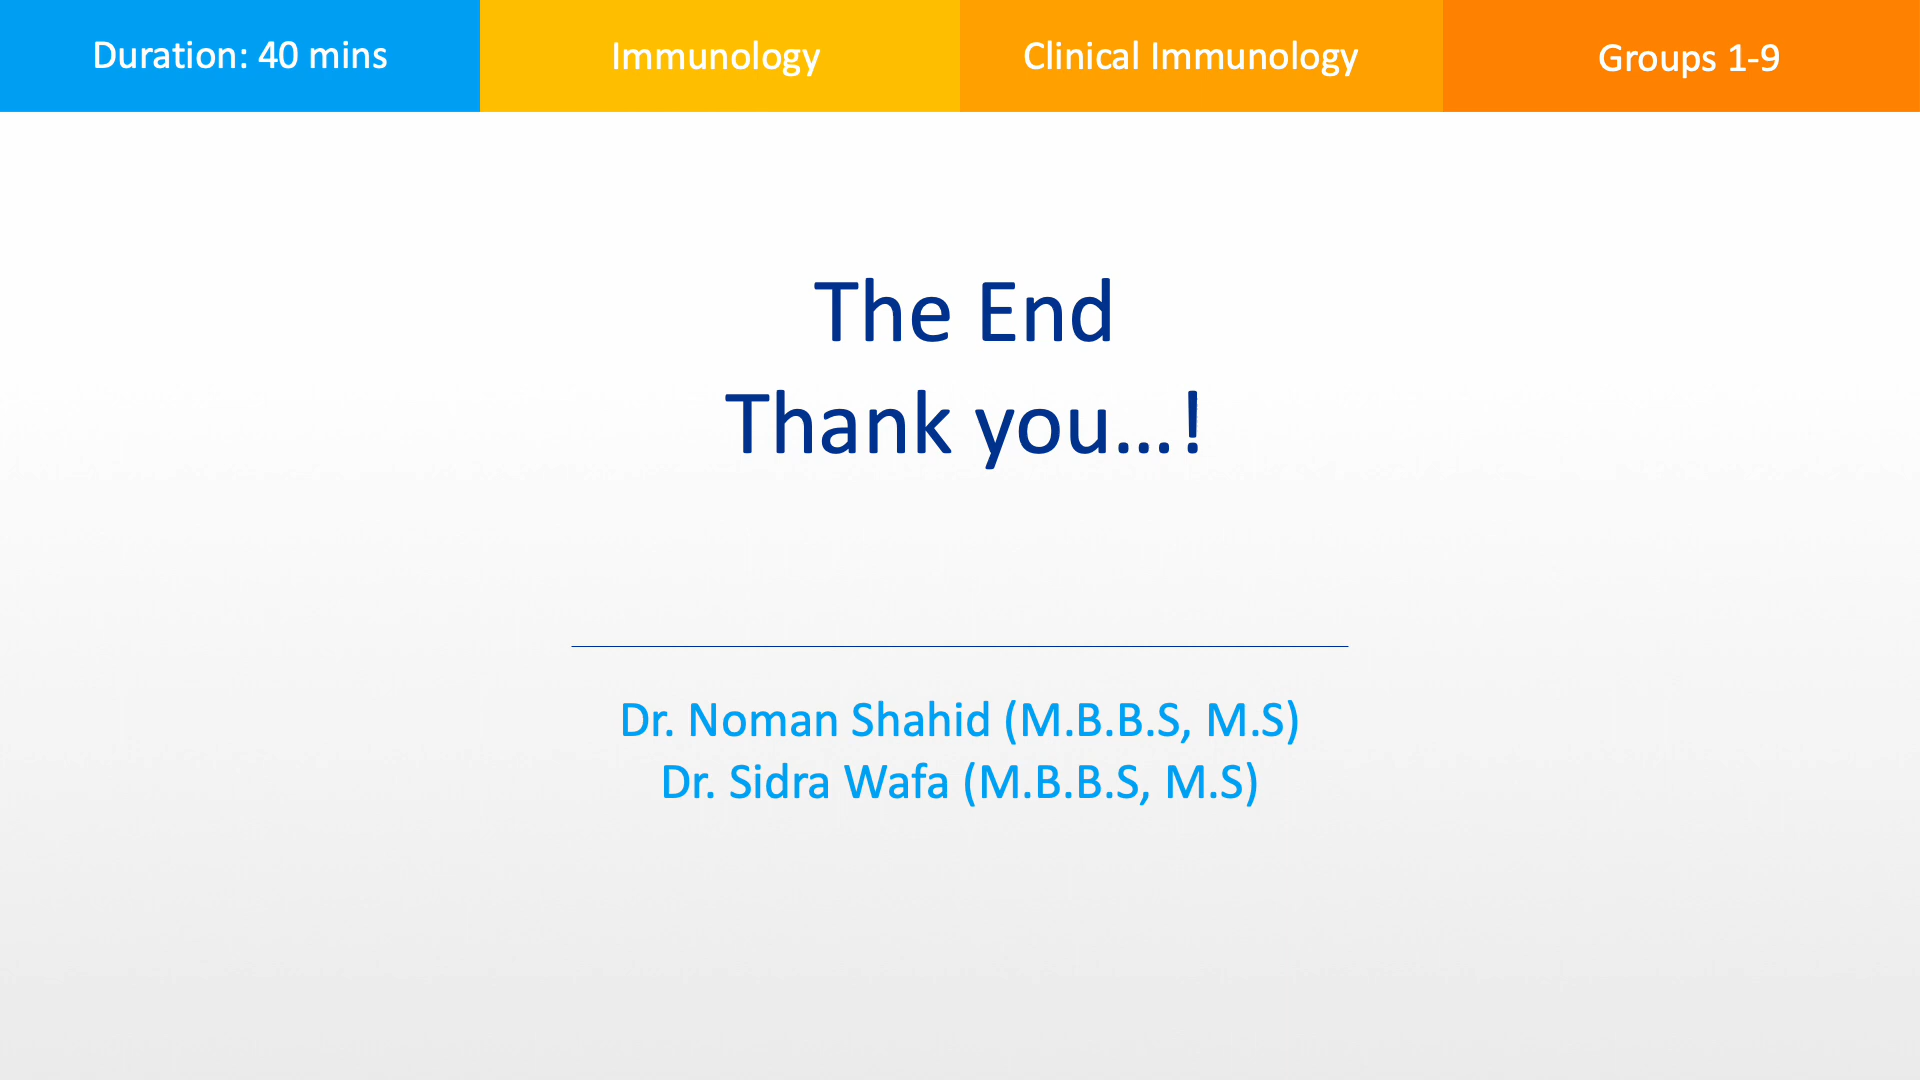 Duration: 40 mins
Immunology
Clinical Immunology
Groups 1-9
The End
Thank you...!
Dr. Noman Shahid (M.B.B.S, M.S)
Dr. Sidra Wafa (M.B.B.S, M.S)